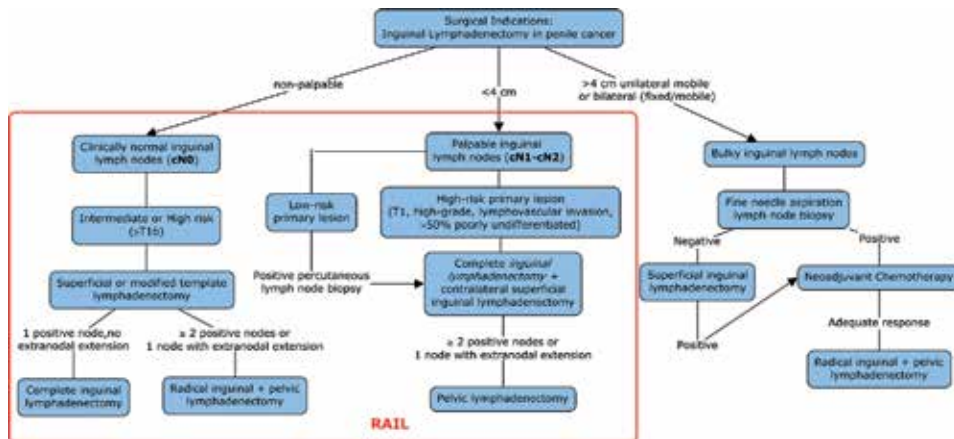 Surgical Indications:
Inguinal Lymphadenectomy in penile cancer
non-palpable
<4 cm
>4 cm unilateral mobile
or bilateral (fixed/mobile)
Clinically normal inguinal
lymph nodes (cN0)
Palpable inguinal
lymph nodes (cN1-cN2)
Bulky inguinal lymph nodes
Intermediate or High risk
(>T1b)
Low-risk
primary lesion
High-risk primary lesion
(T1, high-grade, lymphovascular invasion,
>50% poorly undifferentiated)
Fine needle aspiration
lymph node biopsy
Negative
Positive
Superficial or modified template
lymphadenectomy
Positive percutaneous
lymph node biopsy
Complete inguinal
lymphadenectomy +
contralateral superficial
inguinal lymphadenectomy
Superficial inguinal
lymphadenectomy
Neoadjuvant Chemotherapy
1 positive node,no
extranodal extension
≥ 2 positive nodes or
1 node with extranodal extension
≥ 2 positive nodes or
1 node with extranodal extension
Positive
Adequate response
Complete inguinal
lymphadenectomy
Radical inguinal + pelvic
lymphadenectomy
Pelvic lymphadenectomy
Radical inguinal + pelvic
lymphadenectomy
RAIL